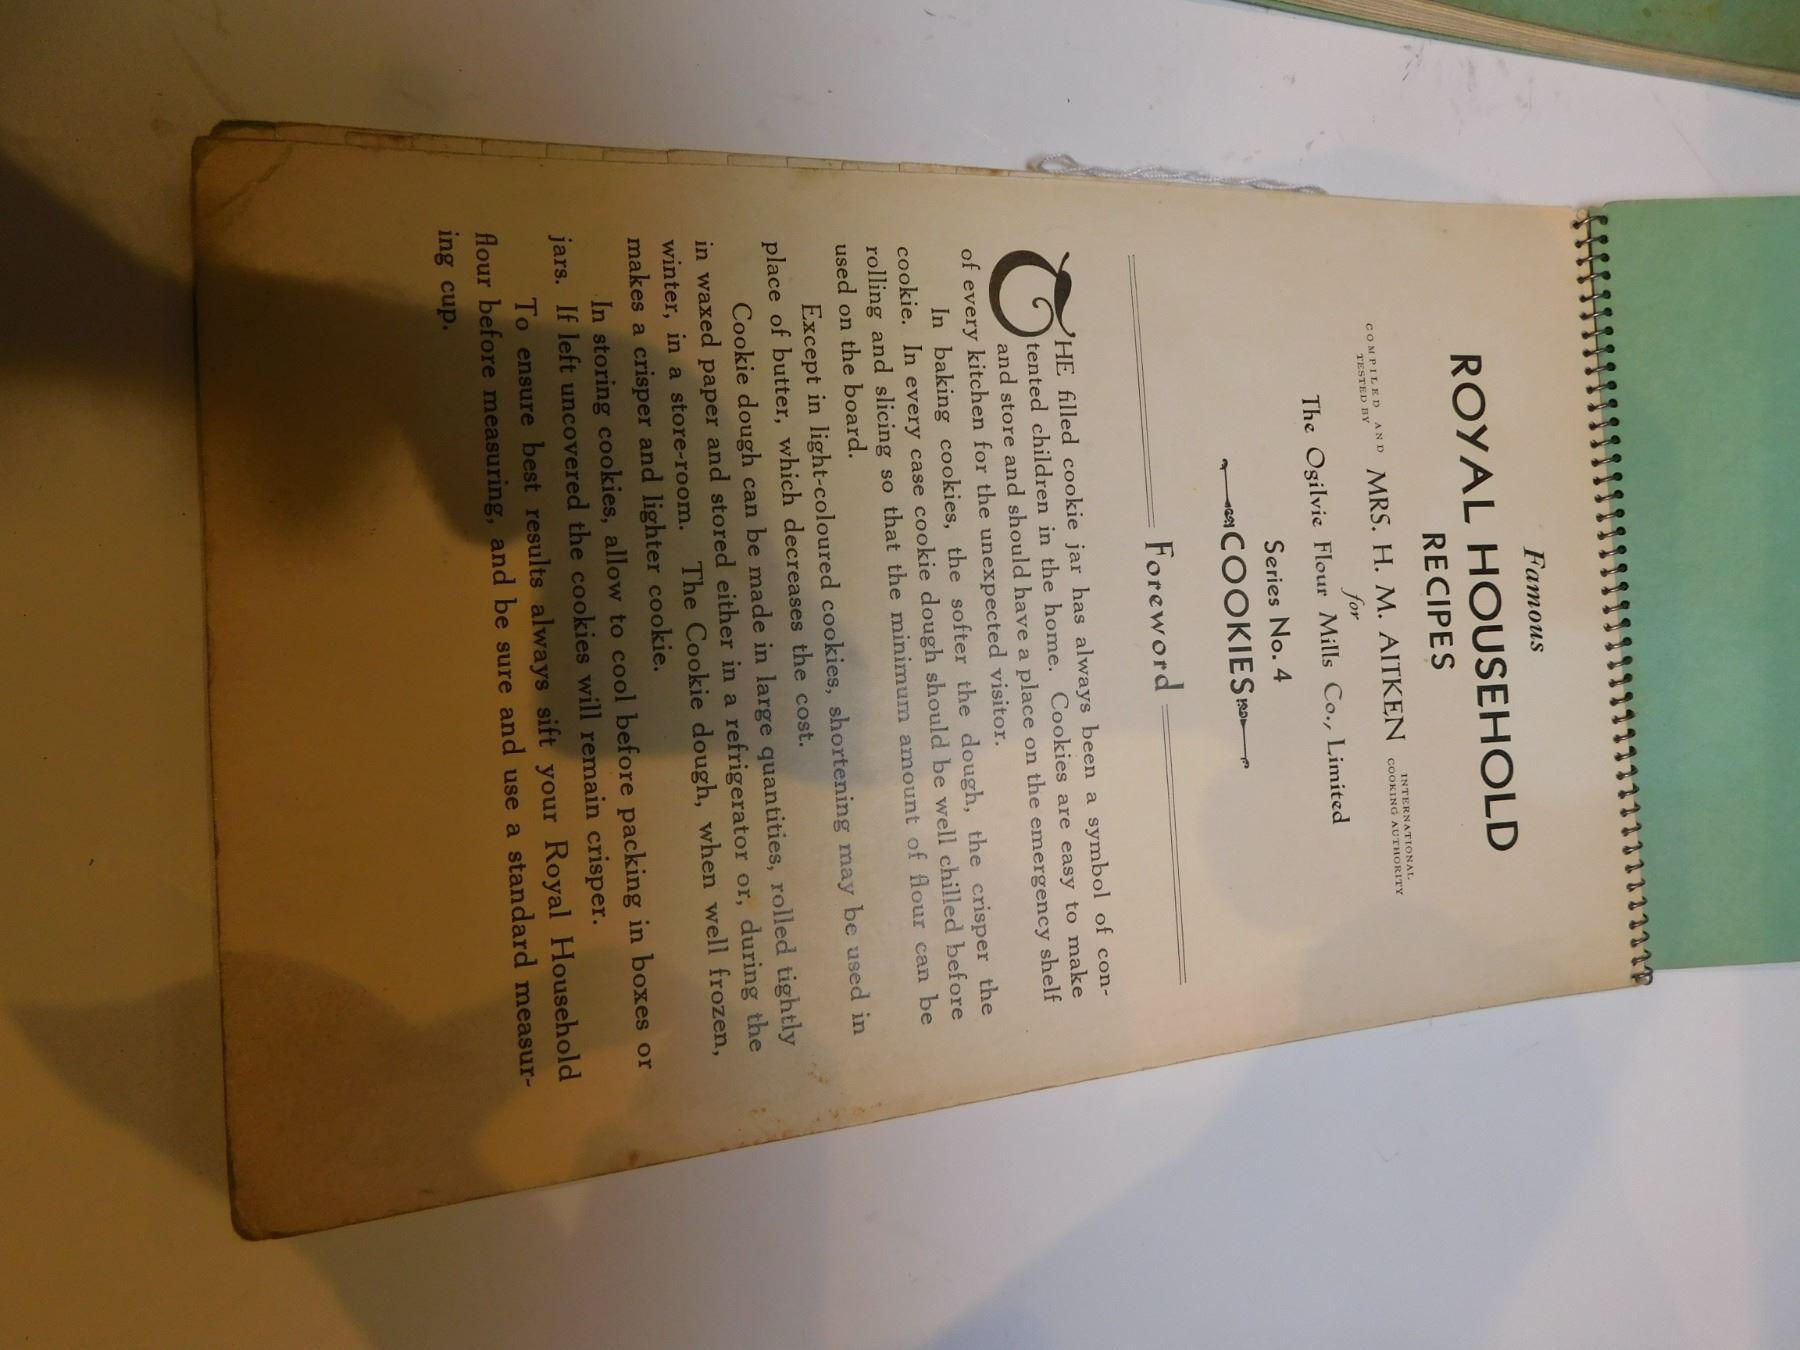 Famous
ROYAL HOUSEHOLD
RECIPES
COMPILED AND
TESTED BY
MRS. H. M. AITKEN
INTERNATIONAL
COOKING AUTHORITY
for
The Ogilvie Flour Mills Co., Limited
Series No. 4
COOKIES
Foreword
THE filled cookie jar has always been a symbol of con-
tented children in the home. Cookies are easy to make
and store and should have a place on the emergency shelf
of every kitchen for the unexpected visitor.
In baking cookies, the softer the dough, the crisper the
cookie. In every case cookie dough should be well chilled before
rolling and slicing so that the minimum amount of flour can be
used on the board.
Except in light-coloured cookies, shortening may be used in
place of butter, which decreases the cost.
Cookie dough can be made in large quantities, rolled tightly
in waxed paper and stored either in a refrigerator or, during the
winter, in a store-room. The Cookie dough, when well frozen,
makes a crisper and lighter cookie.
In storing cookies, allow to cool before packing in boxes or
jars. If left uncovered the cookies will remain crisper.
To ensure best results always sift your Royal Household
flour before measuring, and be sure and use a standard measur-
ing cup.